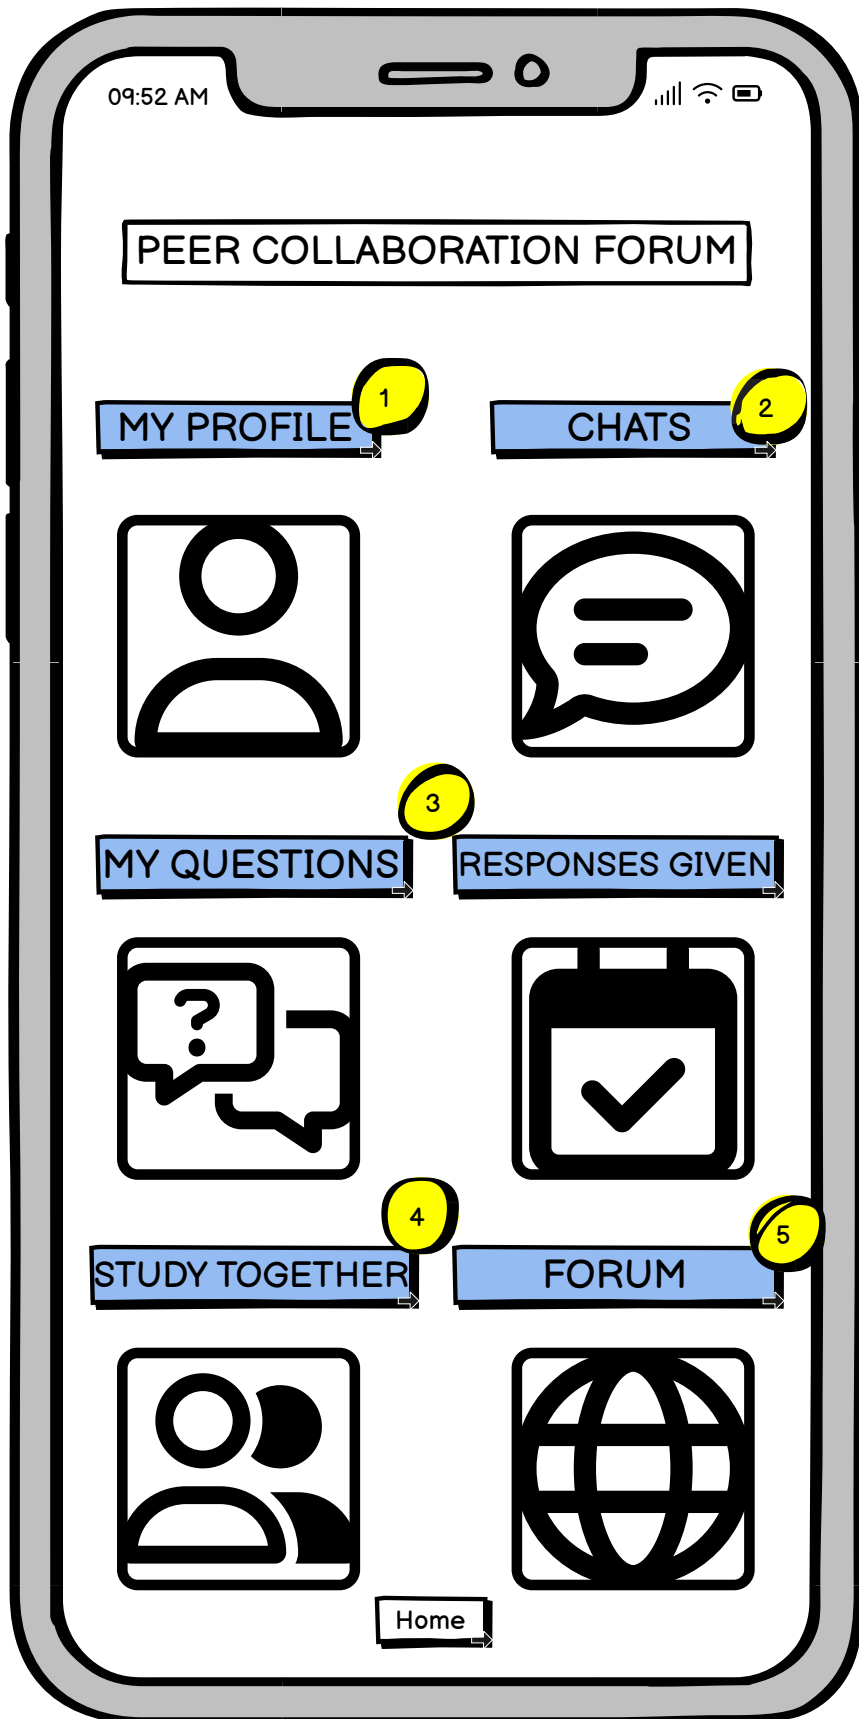 09:52 AM
PEER COLLABORATION FORUM
1
2
MY PROFILE
CHATS
3
MY QUESTIONS
RESPONSES GIVEN
?
4
5
STUDY TOGETHER
FORUM
Home